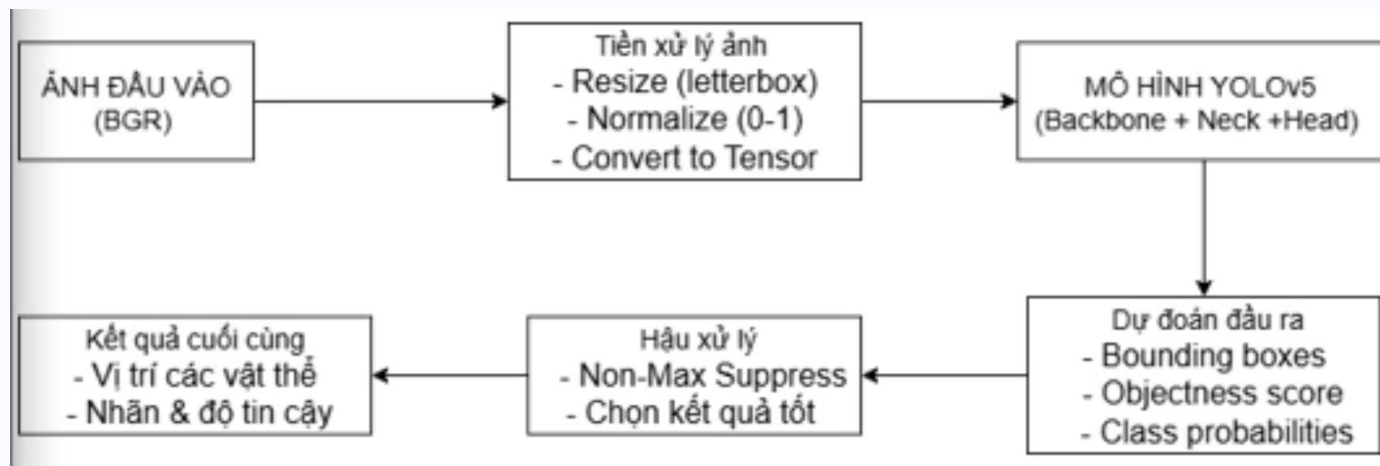 ẢNH ĐẦU VÀO
(BGR)
Tiền xử lý ảnh
- Resize (letterbox)
- Normalize (0-1)
- Convert to Tensor
MÔ HÌNH YOLOv5
(Backbone + Neck +Head)
Dự đoán đầu ra
- Bounding boxes
- Objectness score
- Class probabilities
Hậu xử lý
- Non-Max Suppress
- Chọn kết quả tốt
Kết quả cuối cùng
- Vị trí các vật thể
- Nhãn & độ tin cậy